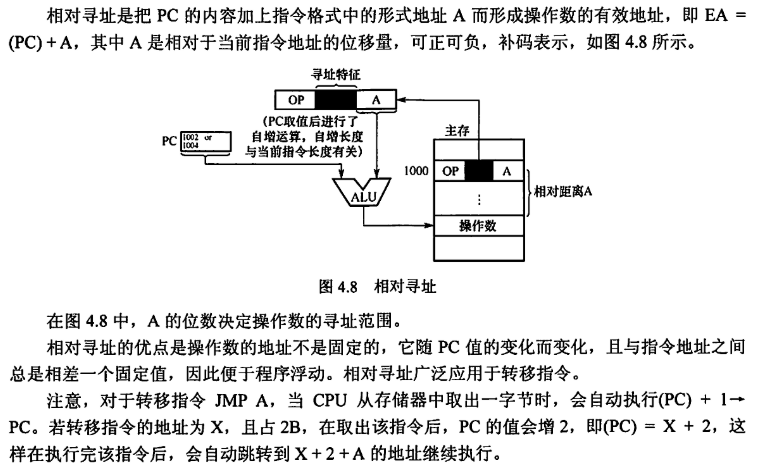 相对寻址是把 PC 的内容加上指令格式中的形式地址 A 而形成操作数的有效地址，即 EA =
(PC) + A，其中 A 是相对于当前指令地址的位移量，可正可负，补码表示，如图 4.8 所示。
寻址特征
OP A
(PC取值后进行了
自增运算，自增长度
与当前指令长度有关)
PC 1002 or
1004
主存
1000 OP A
相对距离A
⋮
ALU
操作数
图 4.8 相对寻址
在图 4.8 中，A 的位数决定操作数的寻址范围。
相对寻址的优点是操作数的地址不是固定的，它随 PC 值的变化而变化，且与指令地址之间
总是相差一个固定值，因此便于程序浮动。相对寻址广泛应用于转移指令。
注意，对于转移指令 JMP A，当 CPU 从存储器中取出一字节时，会自动执行(PC) + 1→
PC。若转移指令的地址为 X，且占 2B，在取出该指令后，PC 的值会增 2，即(PC) = X + 2，这
样在执行完该指令后，会自动跳转到 X + 2 + A 的地址继续执行。